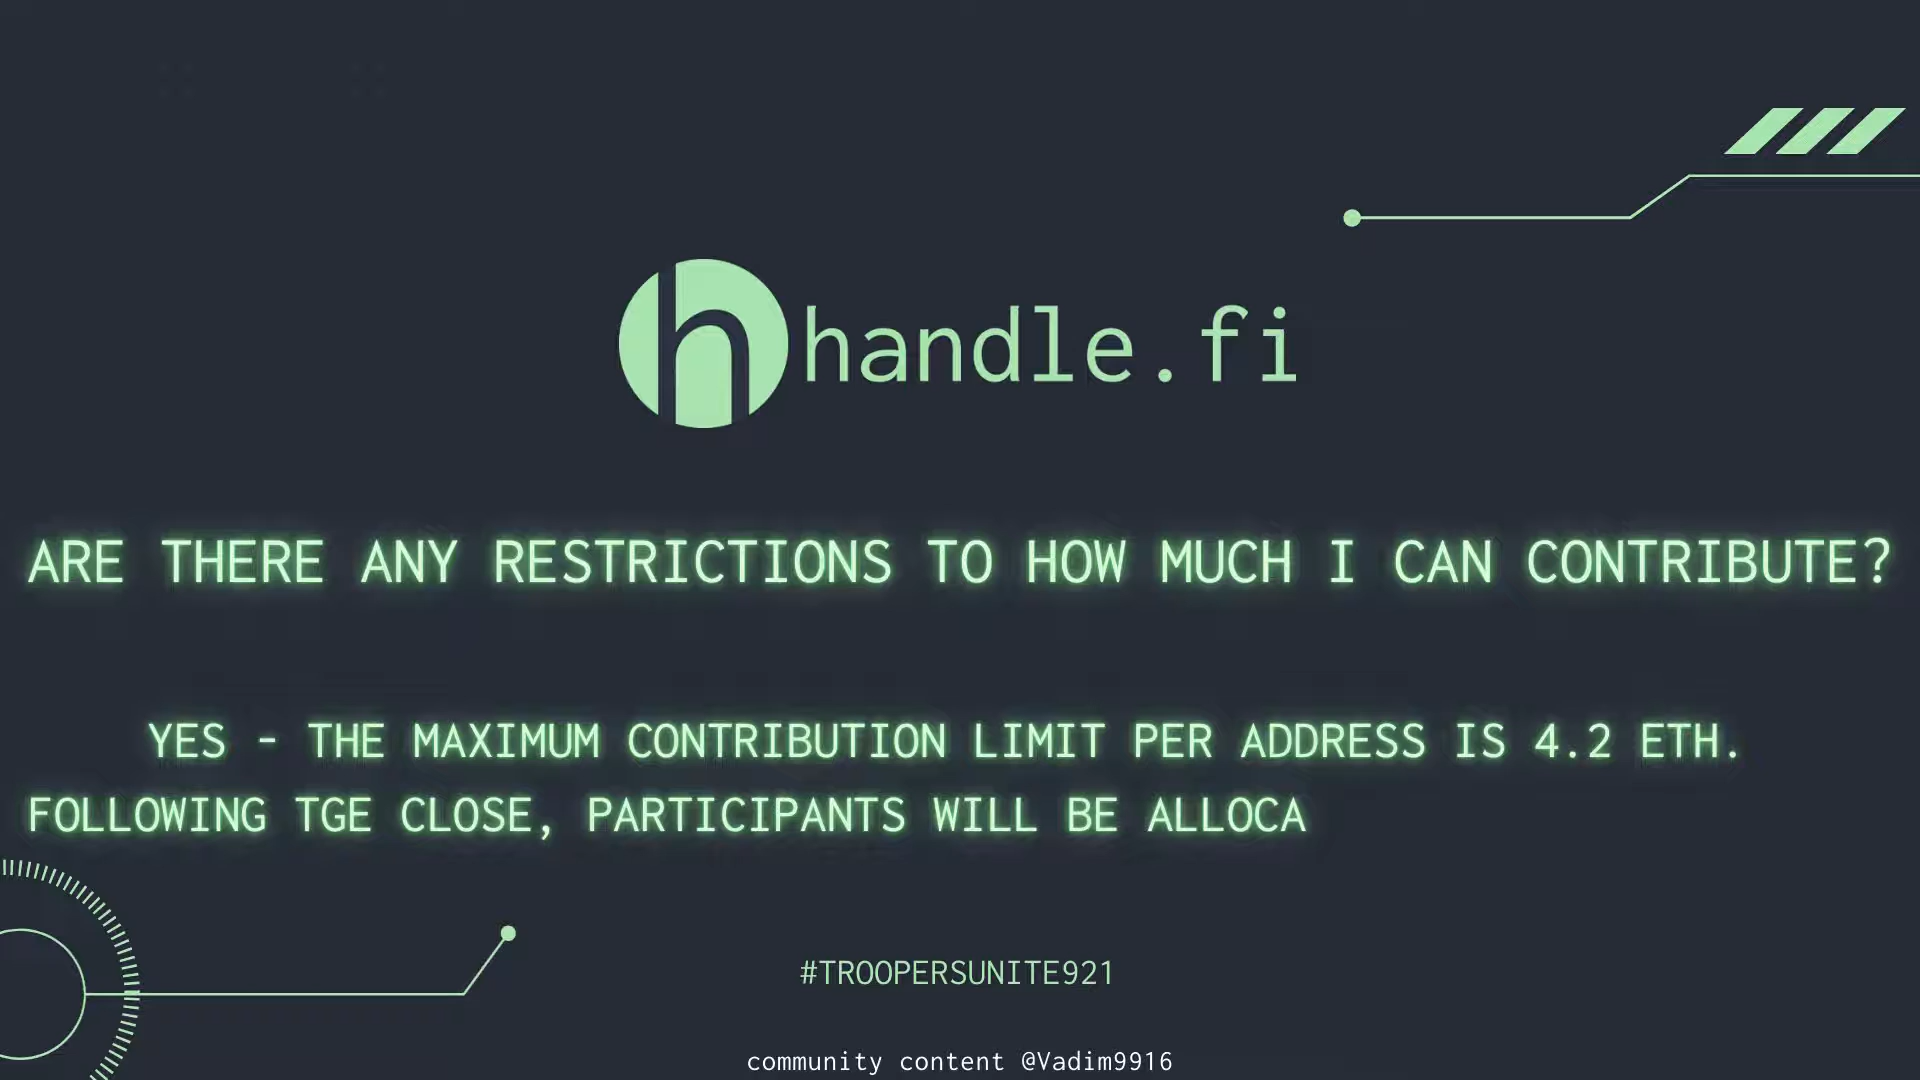 handle.fi
ARE THERE ANY RESTRICTIONS TO HOW MUCH I CAN CONTRIBUTE?
YES - THE MAXIMUM CONTRIBUTION LIMIT PER ADDRESS IS 4.2 ETH.
FOLLOWING TGE CLOSE, PARTICIPANTS WILL BE ALLOCA
#TROOPERSUNITE921
community content @Vadim9916